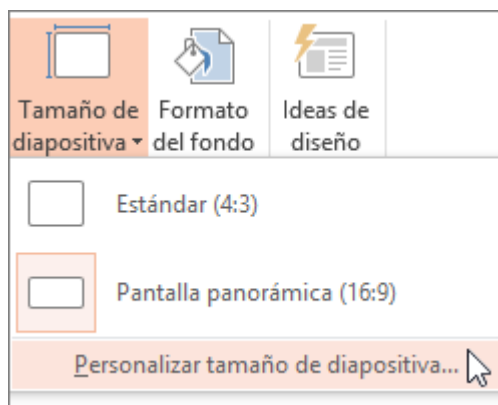 Tamaño de diapositiva
Formato del fondo
Ideas de diseño
Estándar (4:3)
Pantalla panorámica (16:9)
Personalizar tamaño de diapositiva...